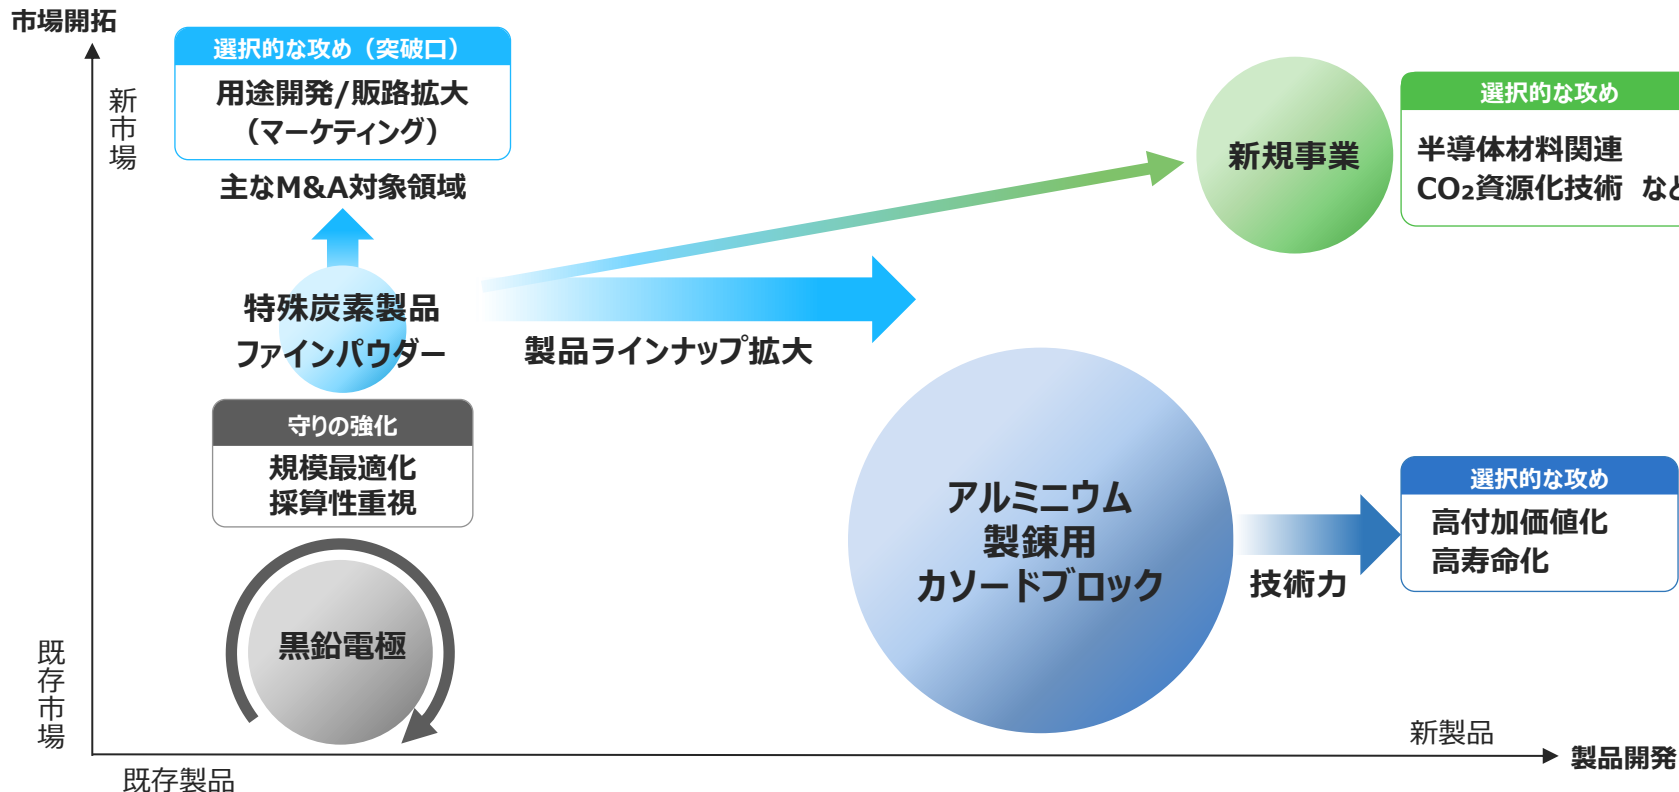 市場開拓
新市場
選択的な攻め（突破口）
用途開発/販路拡大
（マーケティング）
主なM&A対象領域
新規事業
選択的な攻め
半導体材料関連
CO₂資源化技術 など
特殊炭素製品
ファインパウダー
製品ラインナップ拡大
守りの強化
規模最適化
採算性重視
アルミニウム
製錬用
カソードブロック
技術力
選択的な攻め
高付加価値化
高寿命化
黒鉛電極
既存市場
新製品
製品開発
既存製品